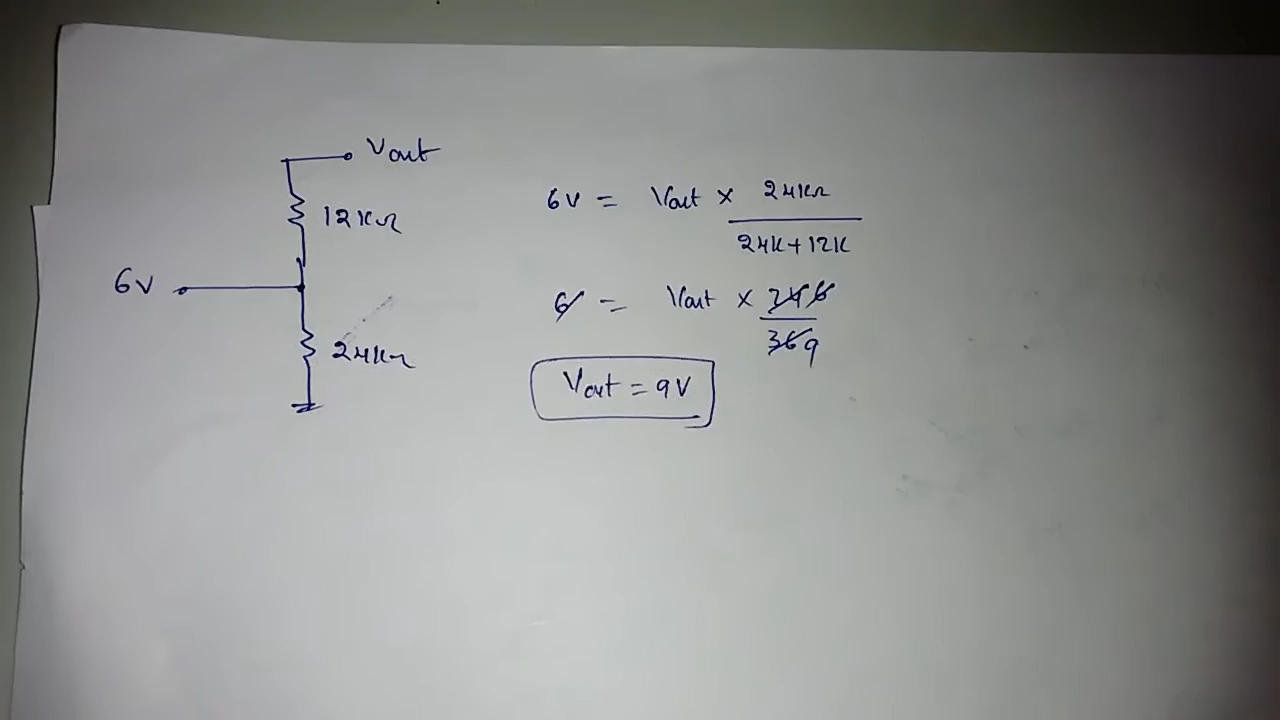 Vout
12KΩ
6V
24KΩ
6V = Vout × 24KΩ
24K+12K
6 = Vout × 24 6
36 9
Vout = 9V